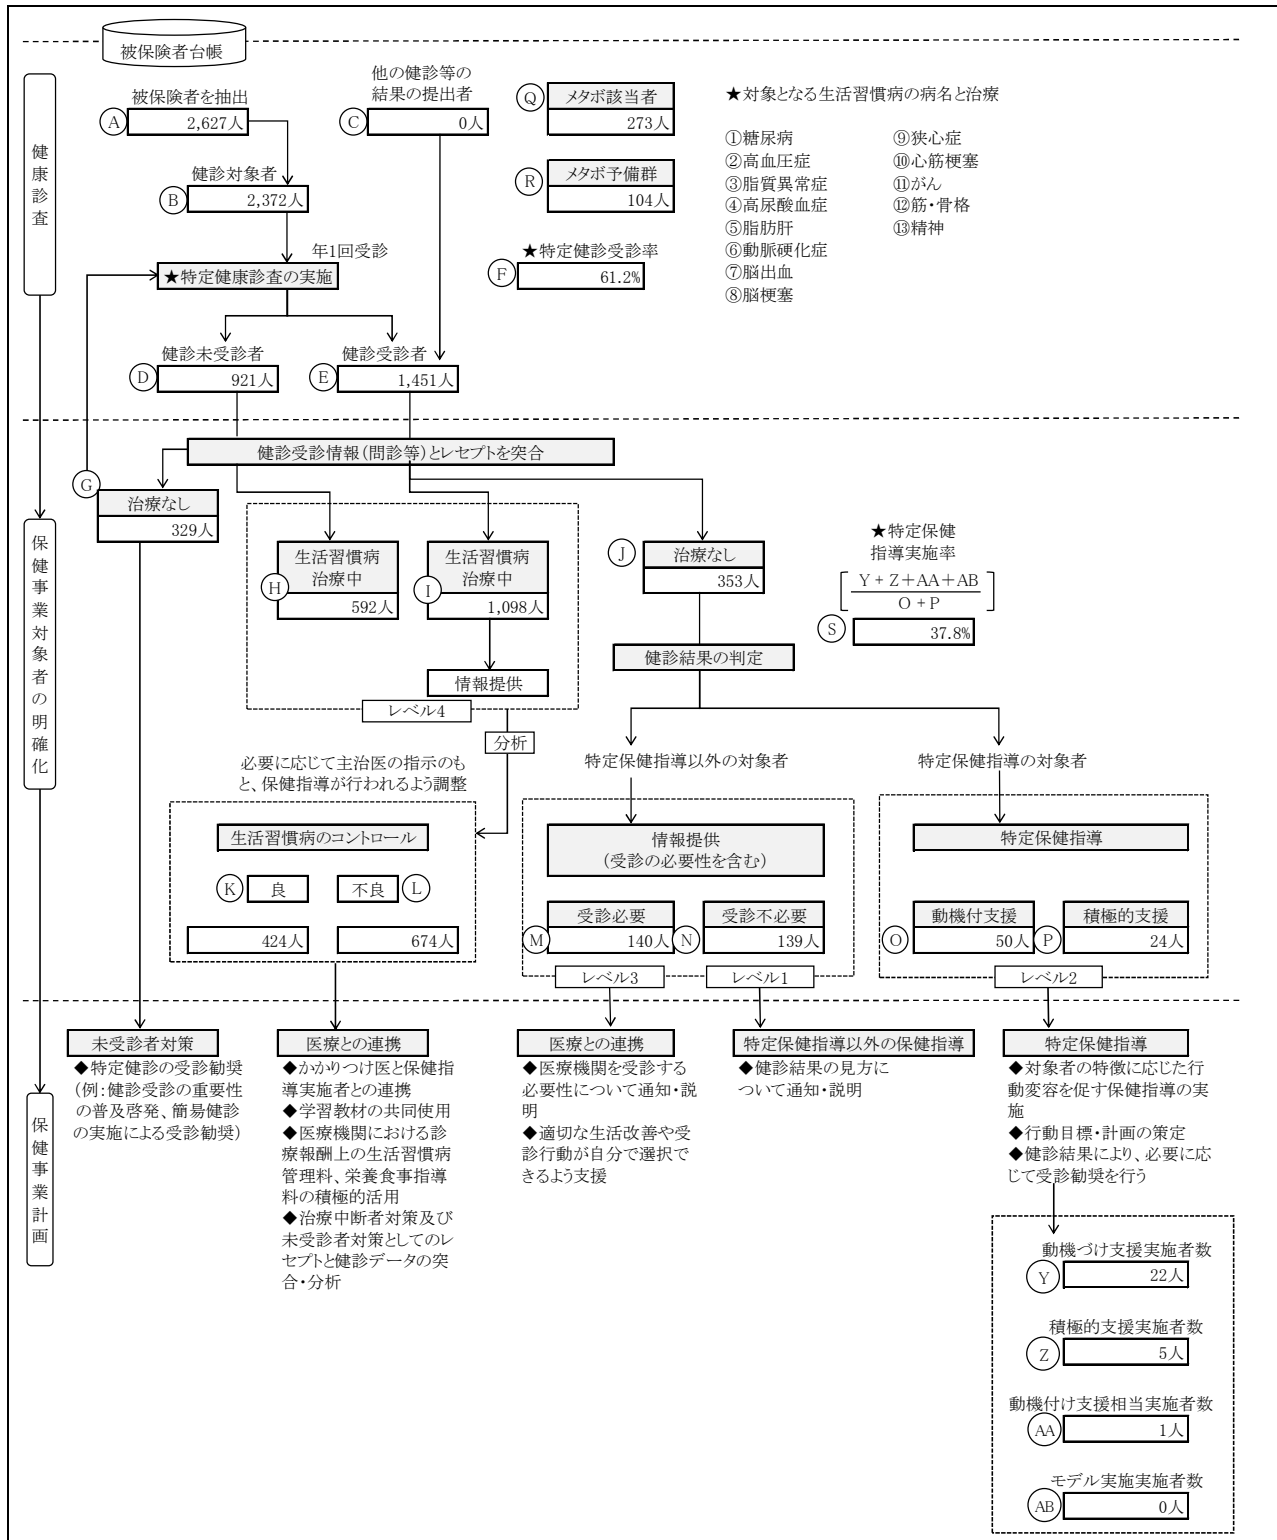 被保険者台帳
健康診査
被保険者を抽出
A
2,627人
他の健診等の
結果の提出者
C
0人
Q
メタボ該当者
273人
R
メタボ予備群
104人
★対象となる生活習慣病の病名と治療
①糖尿病
②高血圧症
③脂質異常症
④高尿酸血症
⑤脂肪肝
⑥動脈硬化症
⑦脳出血
⑧脳梗塞
⑨狭心症
⑩心筋梗塞
⑪がん
⑫筋・骨格
⑬精神
健診対象者
B
2,372人
年1回受診
★特定健康診査の実施
★特定健診受診率
F
61.2%
健診未受診者
D
921人
健診受診者
E
1,451人
保健事業対象者の明確化
健診受診情報(問診等)とレセプトを突合
G
治療なし
329人
生活習慣病
治療中
H
592人
生活習慣病
治療中
I
1,098人
情報提供
レベル4
J
治療なし
353人
★特定保健
指導実施率
Y+Z+AA+AB
O+P
S
37.8%
健診結果の判定
分析
必要に応じて主治医の指示のも
と、保健指導が行われるよう調整
特定保健指導以外の対象者
特定保健指導の対象者
生活習慣病のコントロール
K
良
不良
L
424人
674人
情報提供
(受診の必要性を含む)
受診必要
M
140人
受診不必要
N
139人
レベル3
レベル1
特定保健指導
動機付支援
O
50人
積極的支援
P
24人
レベル2
保健事業計画
未受診者対策
◆特定健診の受診勧奨
(例:健診受診の重要性
の普及啓発、簡易健診
の実施による受診勧奨)
医療との連携
◆かかりつけ医と保健指
導実施者との連携
◆学習教材の共同使用
◆医療機関における診
療報酬上の生活習慣病
管理料、栄養食事指導
料の積極的活用
◆治療中断者対策及び
未受診者対策としてのレ
セプトと健診データの突
合・分析
医療との連携
◆医療機関を受診する
必要性について通知・説
明
◆適切な生活改善や受
診行動が自分で選択で
きるよう支援
特定保健指導以外の保健指導
◆健診結果の見方に
ついて通知・説明
特定保健指導
◆対象者の特徴に応じた行
動変容を促す保健指導の実
施
◆行動目標・計画の策定
◆健診結果により、必要に応
じて受診勧奨を行う
動機づけ支援実施者数
Y
22人
積極的支援実施者数
Z
5人
動機付け支援相当実施者数
AA
1人
モデル実施実施者数
AB
0人